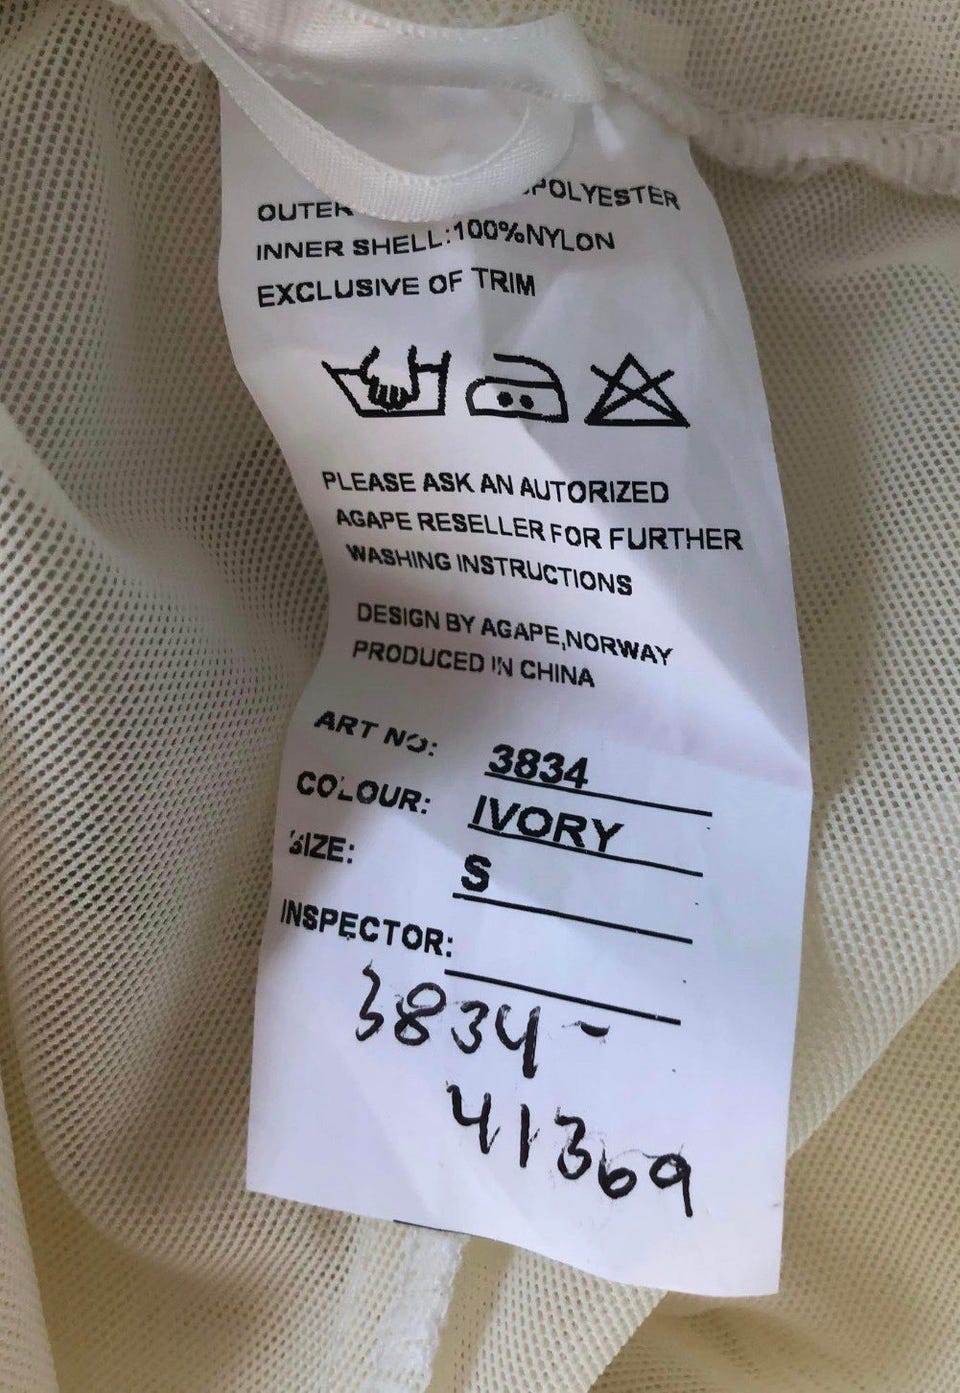 OUTER POLYESTER
INNER SHELL:100%NYLON
EXCLUSIVE OF TRIM
PLEASE ASK AN AUTORIZED
AGAPE RESELLER FOR FURTHER
WASHING INSTRUCTIONS
DESIGN BY AGAPE,NORWAY
PRODUCED IN CHINA
ART NO: 3834
COLOUR: IVORY
SIZE: S
INSPECTOR:
3834-
41369